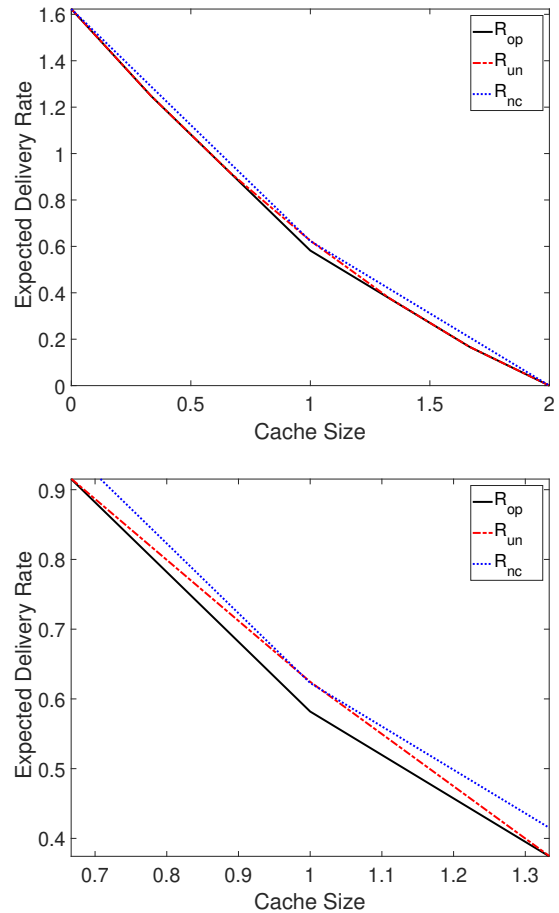 1.6
1.4
1.2
1
0.8
0.6
0.4
0.2
0
Expected Delivery Rate
R_op
R_un
R_nc
0 0.5 1 1.5 2
Cache Size
0.9
0.8
0.7
0.6
0.5
0.4
Expected Delivery Rate
R_op
R_un
R_nc
0.7 0.8 0.9 1 1.1 1.2 1.3
Cache Size